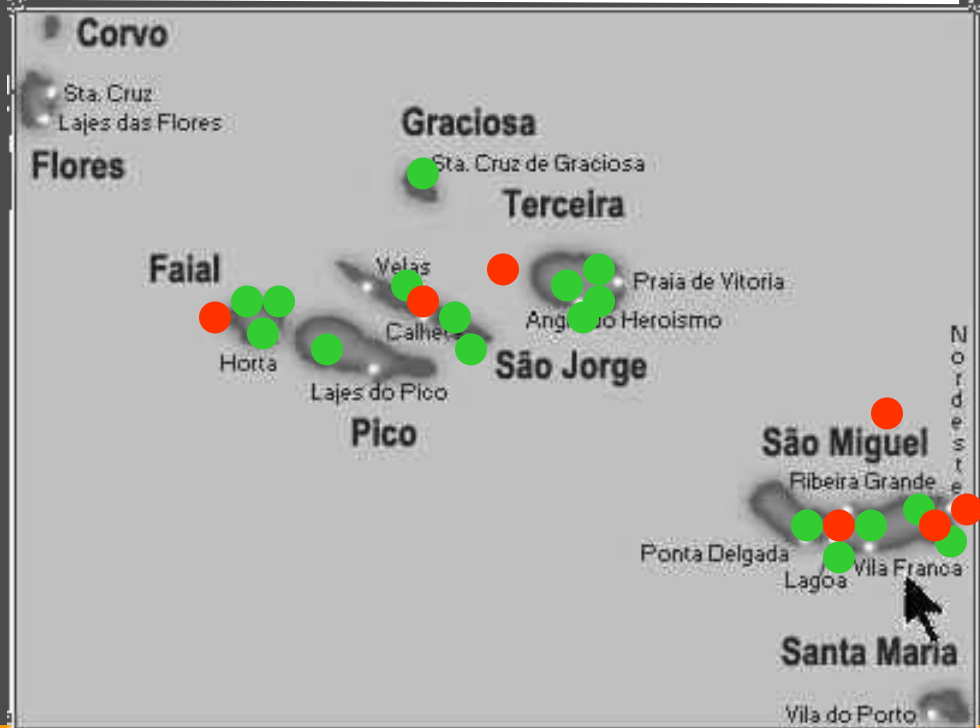 Corvo
Sta. Cruz
Lajes das Flores
Flores
Graciosa
Sta. Cruz de Graciosa
Terceira
Faial
Velas
Praia de Vitoria
Heroismo
Horta
São Jorge
Lajes do Pico
Pico
Nordeste
São Miguel
Ribeira Grande
Ponta Delgada
Vila Franca
Lagoa
Santa Maria
Vila do Porto